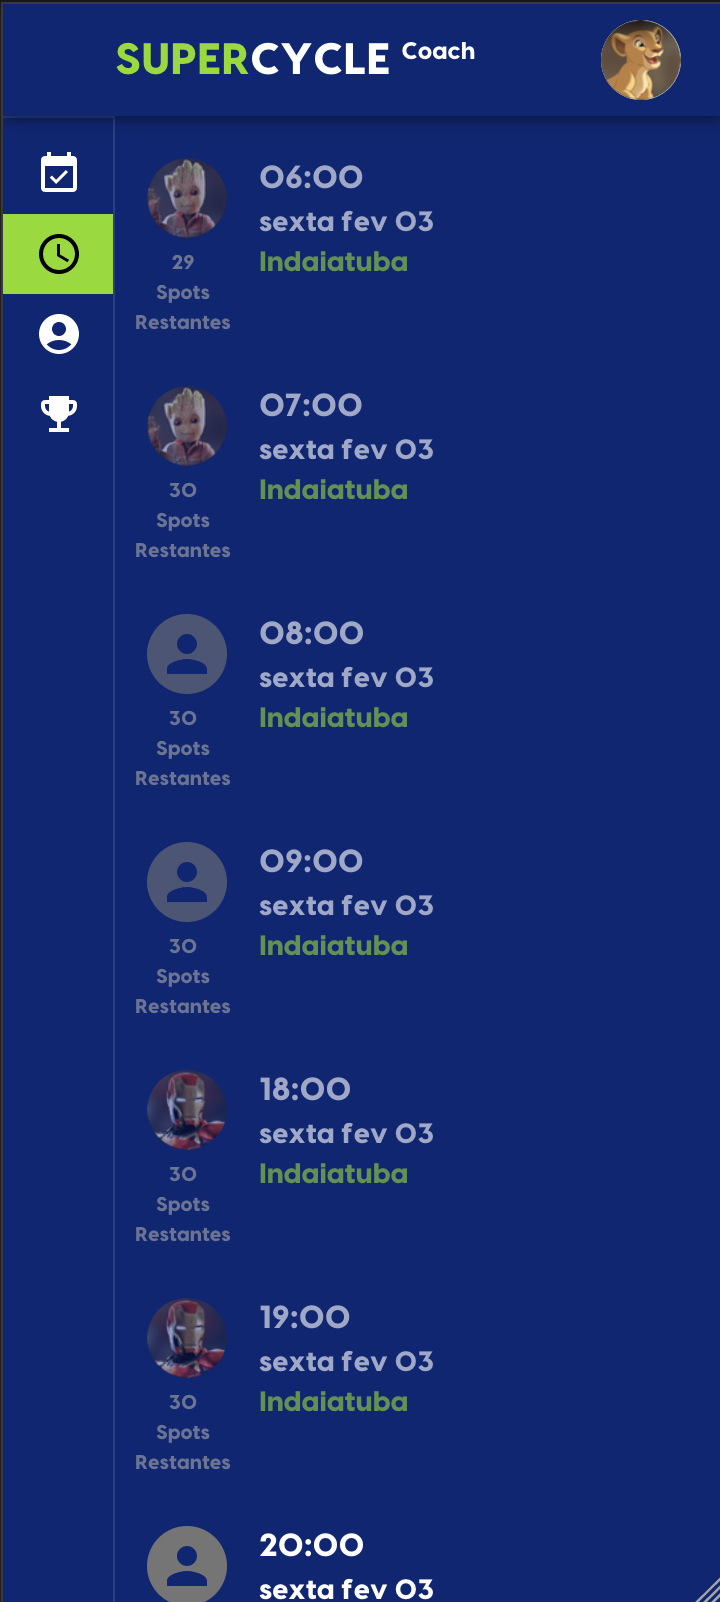 SUPERCYCLE Coach
06:00
sexta fev 03
Indaiatuba
29
Spots
Restantes
07:00
sexta fev 03
Indaiatuba
30
Spots
Restantes
08:00
sexta fev 03
Indaiatuba
30
Spots
Restantes
09:00
sexta fev 03
Indaiatuba
30
Spots
Restantes
18:00
sexta fev 03
Indaiatuba
30
Spots
Restantes
19:00
sexta fev 03
Indaiatuba
30
Spots
Restantes
20:00
sexta fev 03